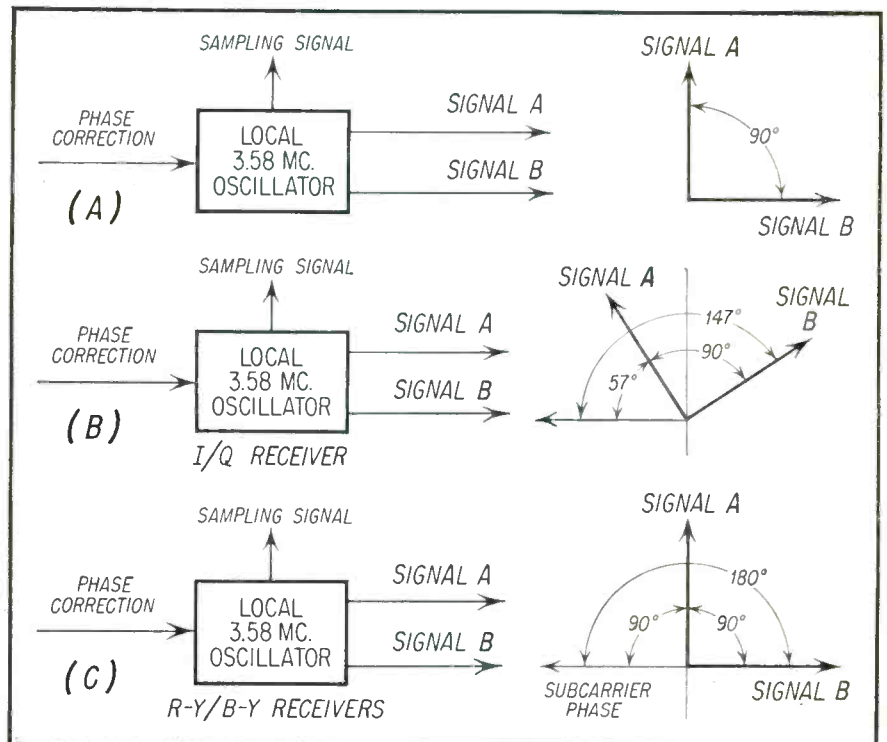 SAMPLING SIGNAL
PHASE
CORRECTION
LOCAL
3.58 MC.
OSCILLATOR
SIGNAL A
SIGNAL B
(A)
SIGNAL A
90°
SIGNAL B
SAMPLING SIGNAL
PHASE
CORRECTION
LOCAL
3.58 MC.
OSCILLATOR
SIGNAL A
SIGNAL B
(B)
I/Q RECEIVER
SIGNAL A
SIGNAL
B
147°
90°
57°
SAMPLING SIGNAL
PHASE
CORRECTION
LOCAL
3.58 MC.
OSCILLATOR
SIGNAL A
SIGNAL B
(C)
R-Y/B-Y RECEIVERS
SIGNAL A
180°
90°
90°
SUBCARRIER
PHASE
SIGNAL B